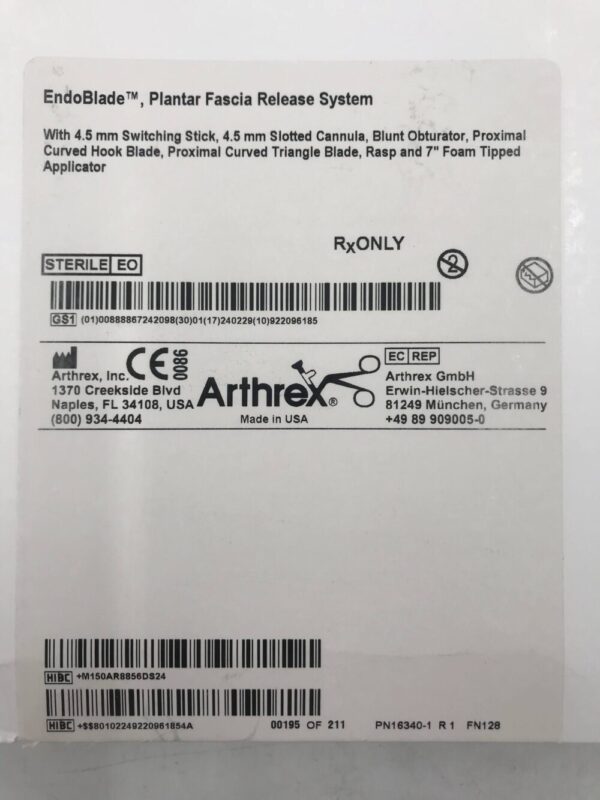 EndoBlade™, Plantar Fascia Release System
With 4.5 mm Switching Stick, 4.5 mm Slotted Cannula, Blunt Obturator, Proximal
Curved Hook Blade, Proximal Curved Triangle Blade, Rasp and 7" Foam Tipped
Applicator
RxONLY
STERILE EO
2
GS1 (01)00888867242098(30)01(17)240229(10)922096185
CE 0086
Arthrex, Inc.
1370 Creekside Blvd
Naples, FL 34108, USA
(800) 934-4404
Arthrex®
Made in USA
EC REP
Arthrex GmbH
Erwin-Hielscher-Strasse 9
81249 München, Germany
+49 89 909005-0
HIBC +M150AR8856DS24
HIBC +$$80102249220961854A
00195 OF 211
PN16340-1 R 1 FN128